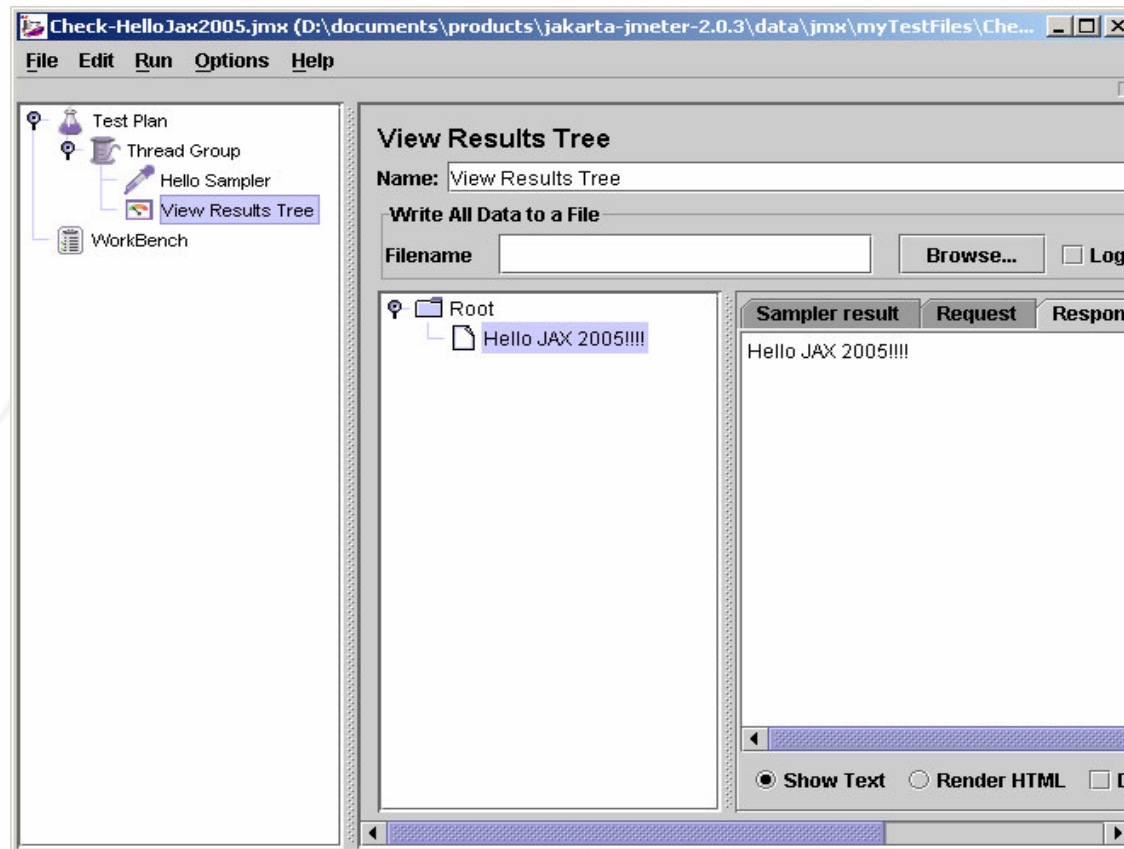 Check-HelloJax2005.jmx (D:\documents\products\jakarta-jmeter-2.0.3\data\jmx\myTestFiles\Che...
File Edit Run Options Help
Test Plan
Thread Group
Hello Sampler
View Results Tree
WorkBench
View Results Tree
Name: View Results Tree
Write All Data to a File
Filename Browse... Log
Root
Hello JAX 2005!!!!
Sampler result Request Respon
Hello JAX 2005!!!!
Show Text Render HTML